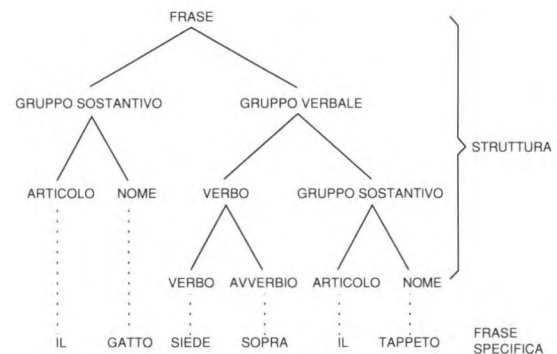 FRASE
GRUPPO SOSTANTIVO GRUPPO VERBALE
STRUTTURA
ARTICOLO NOME VERBO GRUPPO SOSTANTIVO
VERBO AVVERBIO ARTICOLO NOME
IL GATTO SIEDE SOPRA IL TAPPETO FRASE
SPECIFICA